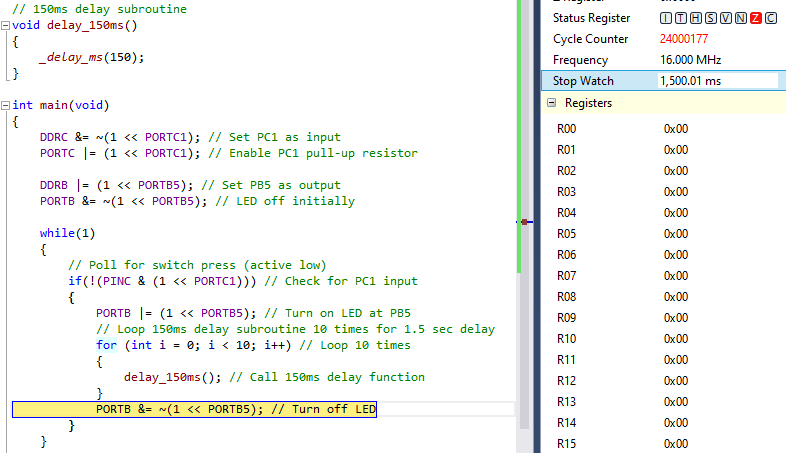 // 150ms delay subroutine
void delay_150ms()
{
_delay_ms(150);
}
int main(void)
{
DDRC &= ~(1 << PORTC1); // Set PC1 as input
PORTC |= (1 << PORTC1); // Enable PC1 pull-up resistor
DDRB |= (1 << PORTB5); // Set PB5 as output
PORTB &= ~(1 << PORTB5); // LED off initially
while(1)
{
// Poll for switch press (active low)
if(!(PINC & (1 << PORTC1))) // Check for PC1 input
{
PORTB |= (1 << PORTB5); // Turn on LED at PB5
// Loop 150ms delay subroutine 10 times for 1.5 sec delay
for (int i = 0; i < 10; i++) // Loop 10 times
{
delay_150ms(); // Call 150ms delay function
}
PORTB &= ~(1 << PORTB5); // Turn off LED
}
}
Status Register I T H S V N Z C
Cycle Counter 24000177
Frequency 16.000 MHz
Stop Watch 1,500.01 ms
Registers
R00 0x00
R01 0x00
R02 0x00
R03 0x00
R04 0x00
R05 0x00
R06 0x00
R07 0x00
R08 0x00
R09 0x00
R10 0x00
R11 0x00
R12 0x00
R13 0x00
R14 0x00
R15 0x00